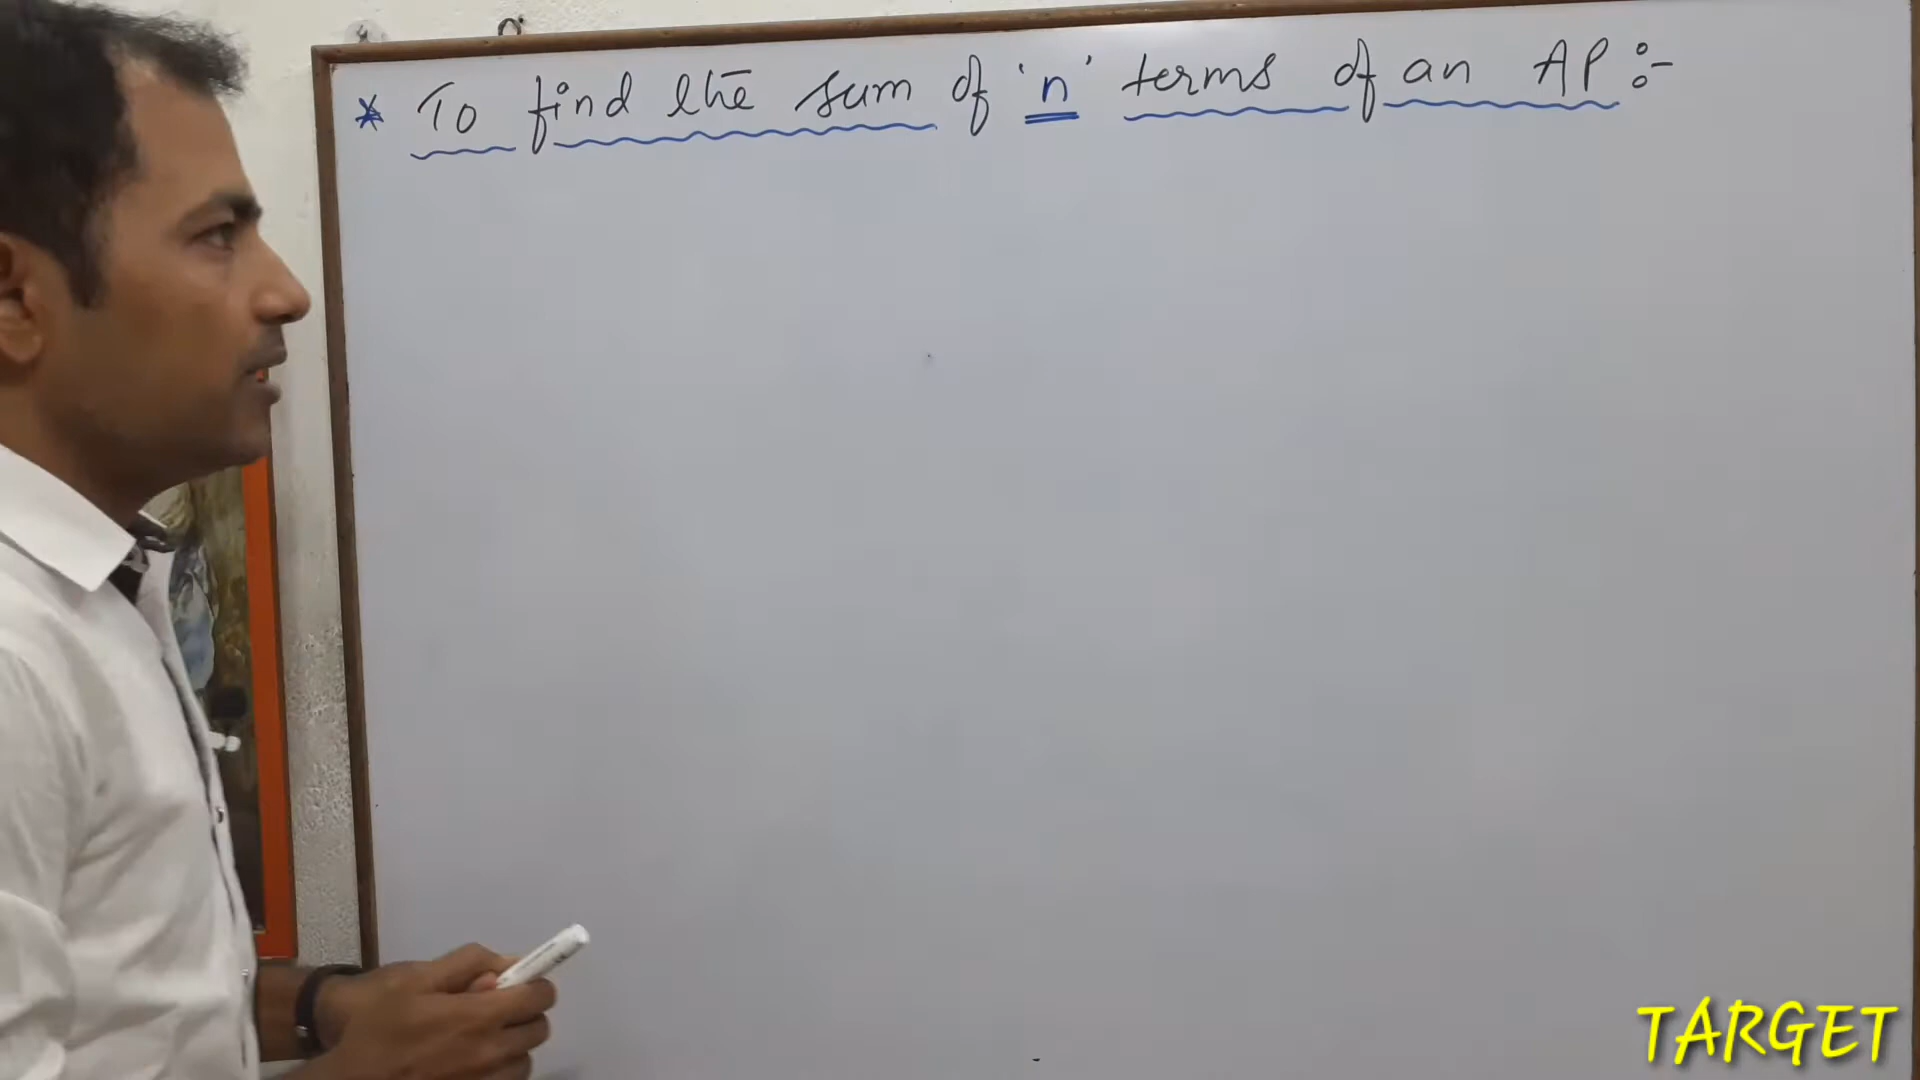 * To find the sum of 'n' terms of an AP :-
TARGET